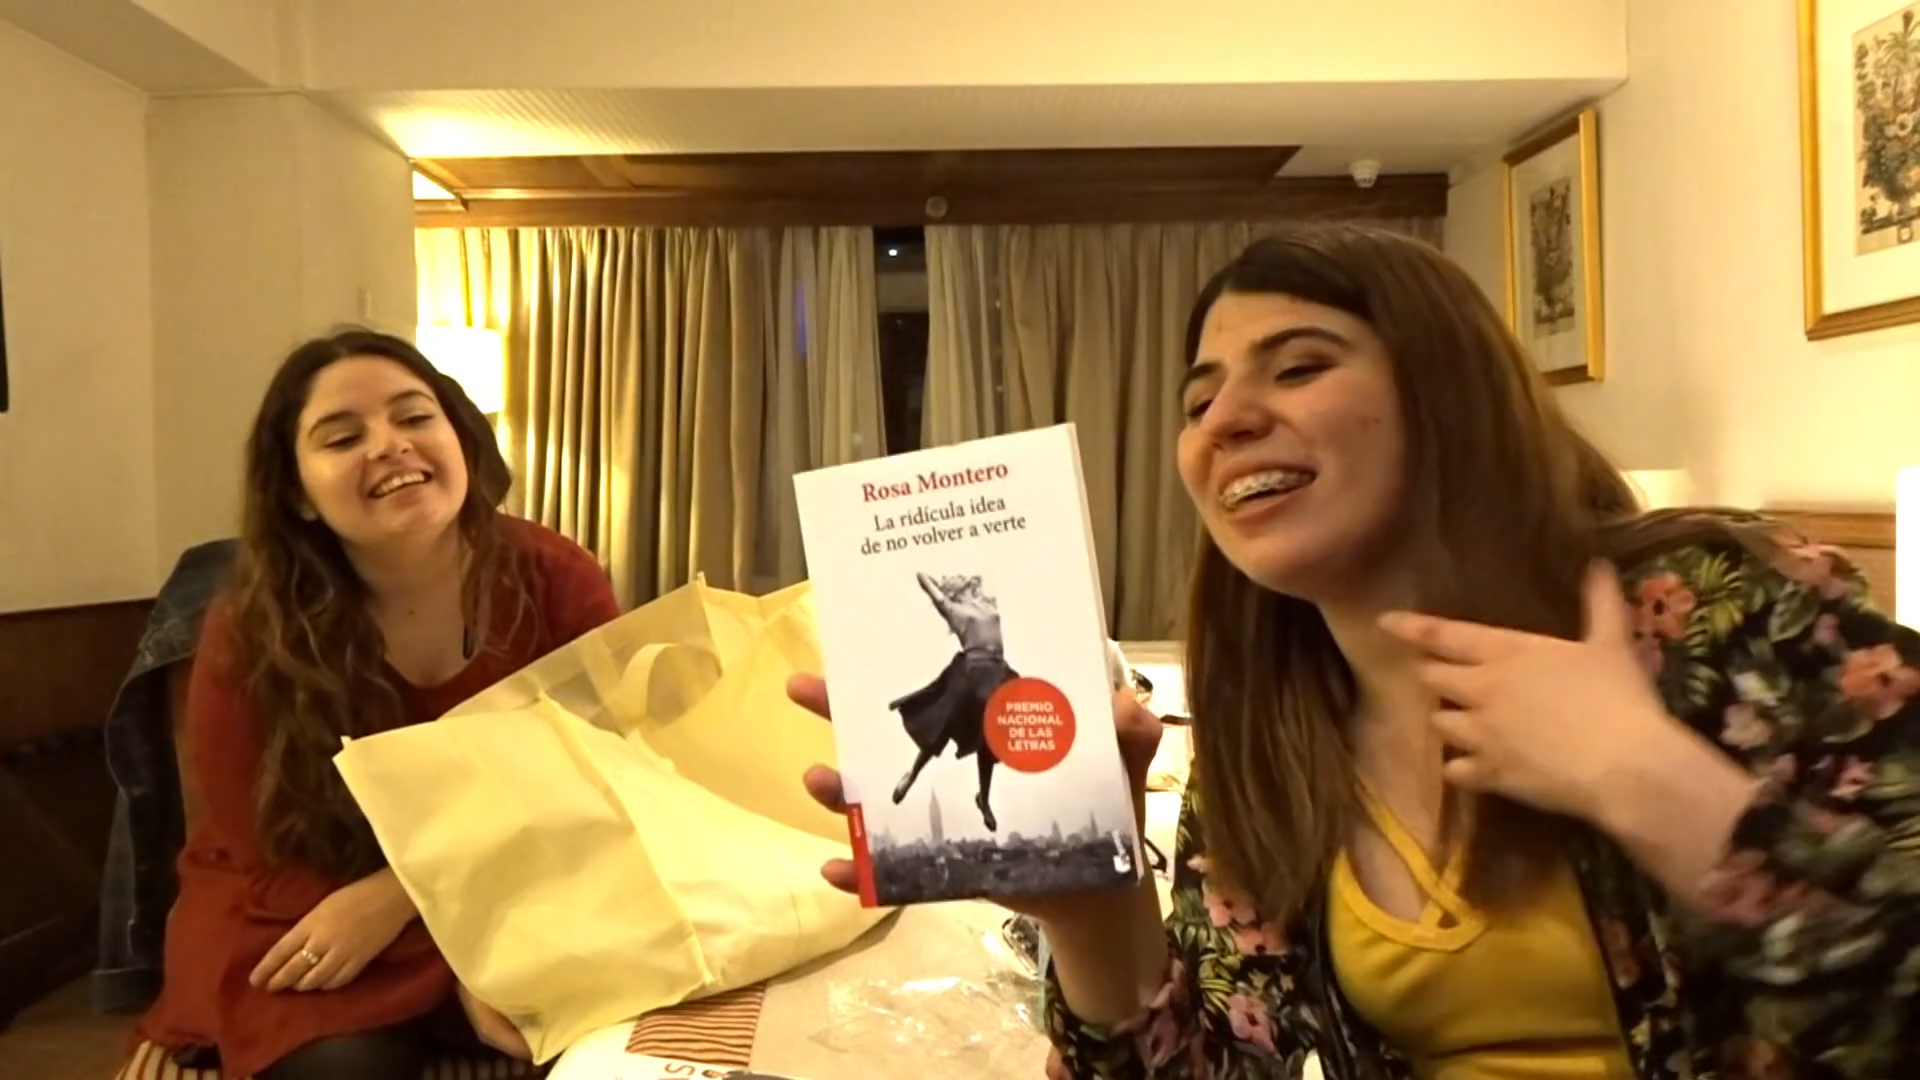 Rosa Montero
La ridícula idea
de no volver a verte
PREMIO
NACIONAL
DE LAS
LETRAS